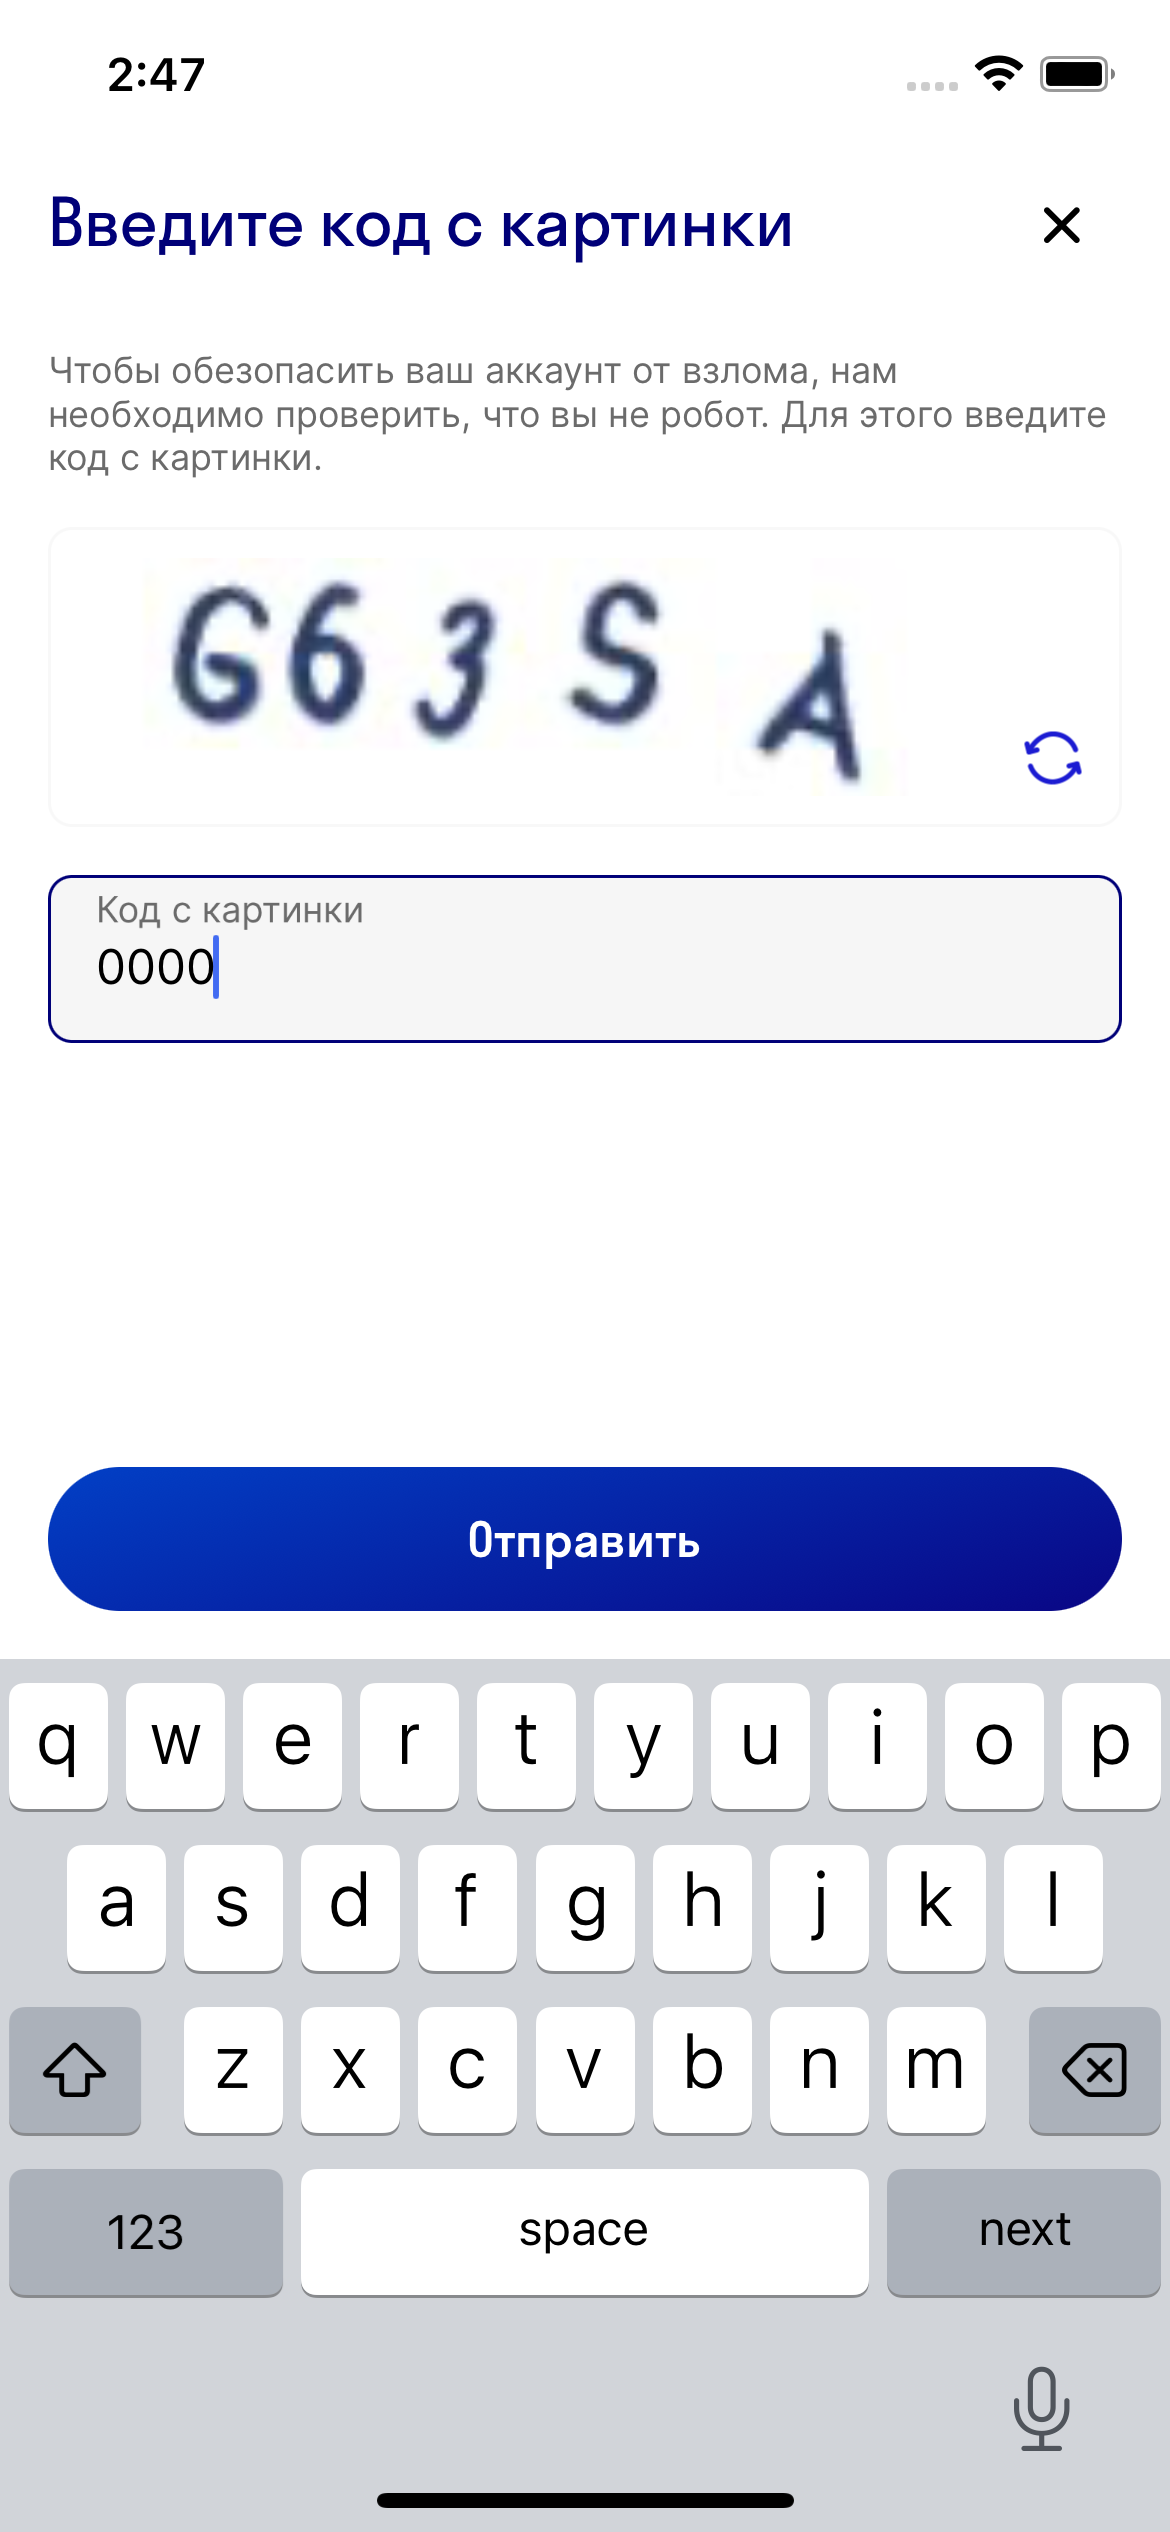 2:47
Введите код с картинки
Чтобы обезопасить ваш аккаунт от взлома, нам
необходимо проверить, что вы не робот. Для этого введите
код с картинки.
G63SA
Код с картинки
0000
Отправить
q w e r t y u i o p
a s d f g h j k l
z x c v b n m
123 space next